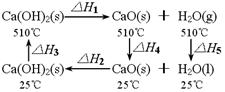 Ca(OH)₂(s) —△H₁→ CaO(s) + H₂O(g)
510℃ 510℃ 510℃
↑△H₃ ↓△H₄ ↓△H₅
Ca(OH)₂(s) ←△H₂— CaO(s) + H₂O(l)
25℃ 25℃ 25℃